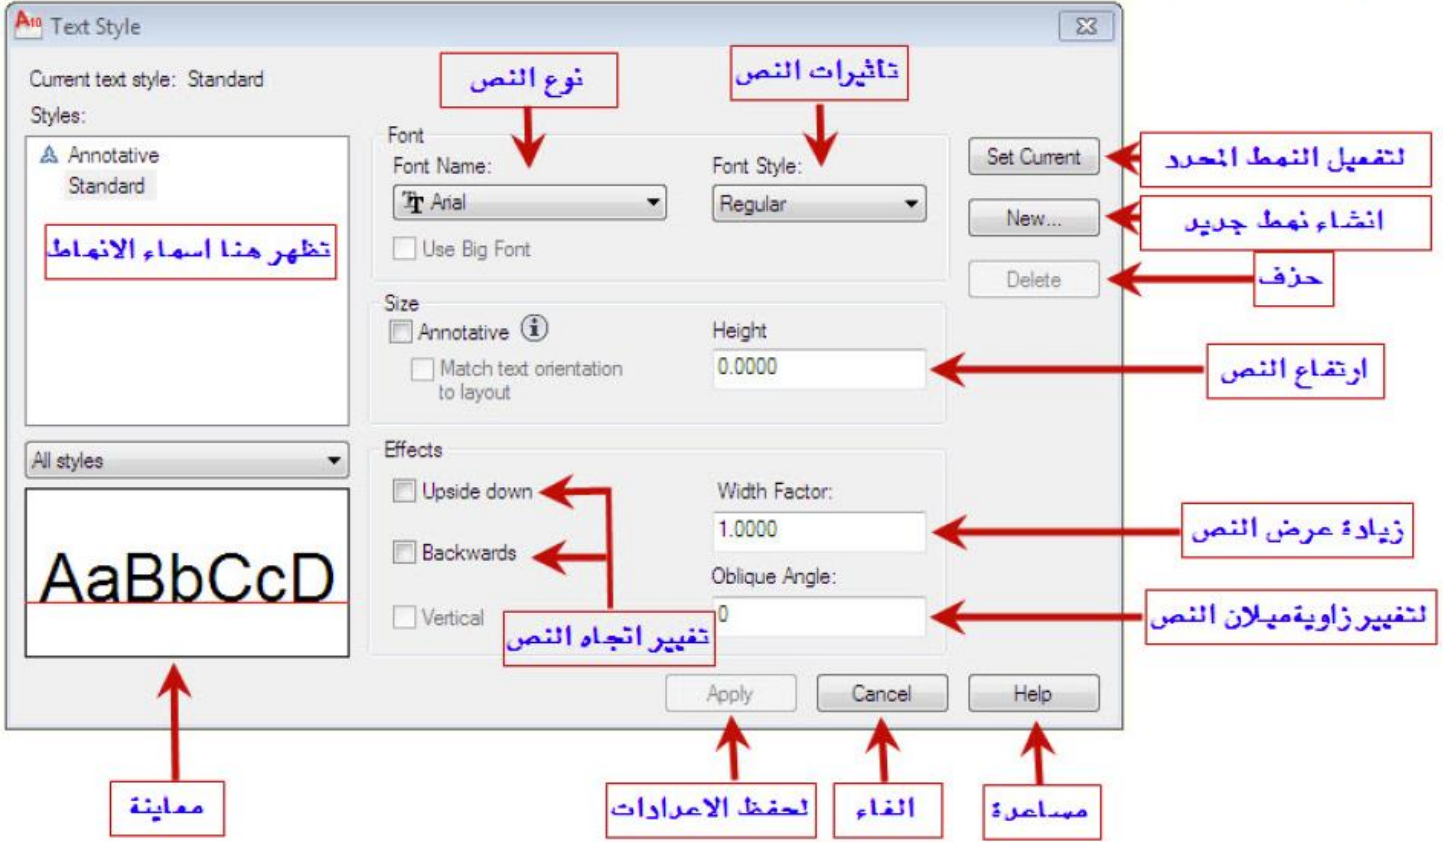 Text Style
Current text style: Standard
نوع النص
تاثيرات النص
Styles:
Annotative
Standard
تظهر هنا اسماء الانماط
Font
Font Name:
Arial
Use Big Font
Font Style:
Regular
Set Current
لتفعيل النمط المحدد
New...
انشاء نمط جديد
Delete
حزف
Size
Annotative
Match text orientation
to layout
Height
0.0000
ارتفاع النص
All styles
AaBbCcD
Effects
Upside down
Backwards
Vertical
تغيير اتجاه النص
Width Factor:
1.0000
زيادة عرض النص
Oblique Angle:
0
لتغيير زاويةميلان النص
Apply
Cancel
Help
معاينة
لحفظ الاعدادات
الغاء
مساعدة